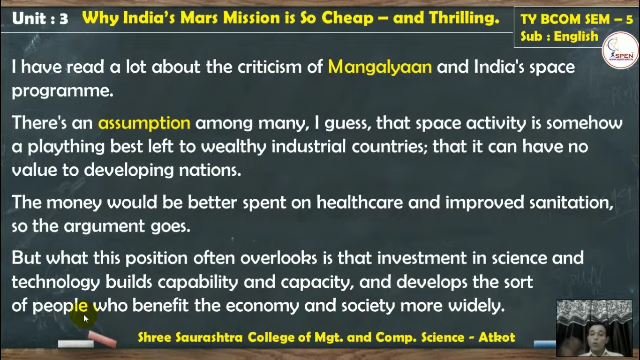 Unit : 3 Why India's Mars Mission is So Cheap – and Thrilling.
TY BCOM SEM – 5
Sub : English
SPEN
I have read a lot about the criticism of Mangalyaan and India's space
programme.
There's an assumption among many, I guess, that space activity is somehow
a plaything best left to wealthy industrial countries; that it can have no
value to developing nations.
The money would be better spent on healthcare and improved sanitation,
so the argument goes.
But what this position often overlooks is that investment in science and
technology builds capability and capacity, and develops the sort
of people who benefit the economy and society more widely.
Shree Saurashtra College of Mgt. and Comp. Science - Atkot